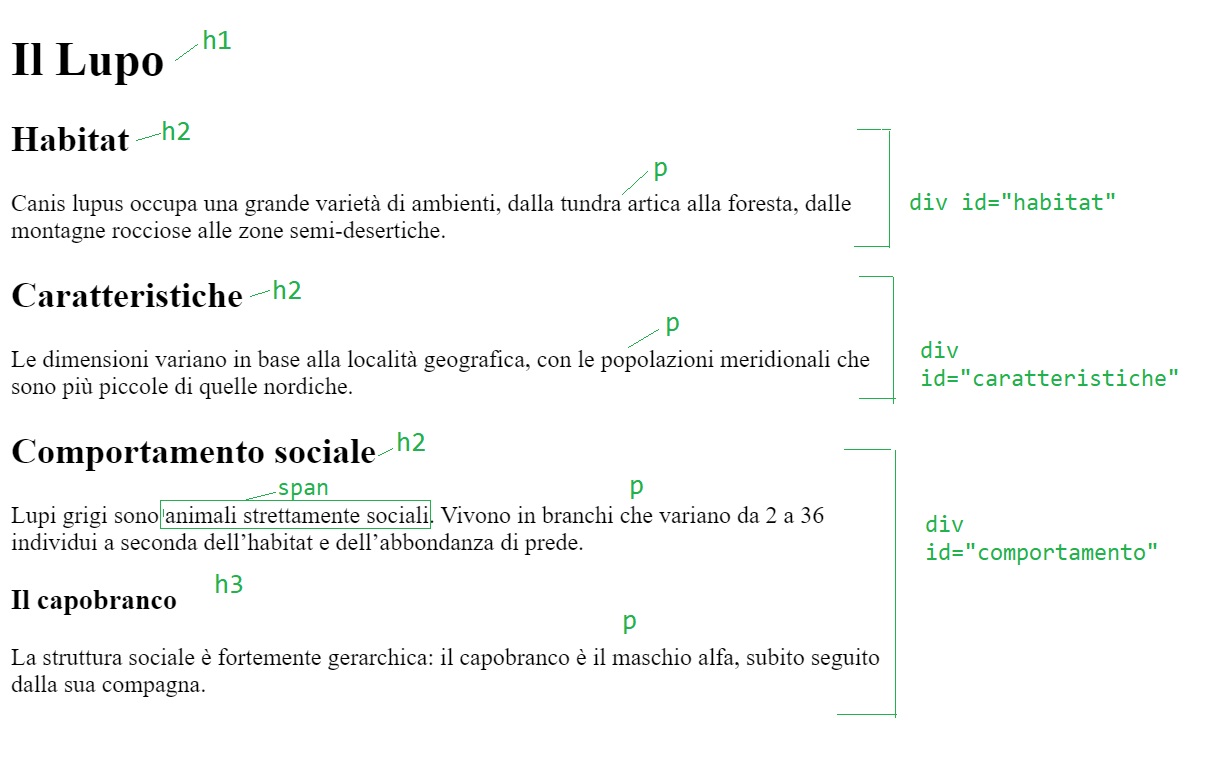 Il Lupo
h1
Habitat
h2
p
Canis lupus occupa una grande varietà di ambienti, dalla tundra artica alla foresta, dalle
montagne rocciose alle zone semi-desertiche.
div id="habitat"
Caratteristiche
h2
p
Le dimensioni variano in base alla località geografica, con le popolazioni meridionali che
sono più piccole di quelle nordiche.
div
id="caratteristiche"
Comportamento sociale
h2
span
p
Lupi grigi sono animali strettamente sociali. Vivono in branchi che variano da 2 a 36
individui a seconda dell’habitat e dell’abbondanza di prede.
div
id="comportamento"
Il capobranco
h3
p
La struttura sociale è fortemente gerarchica: il capobranco è il maschio alfa, subito seguito
dalla sua compagna.